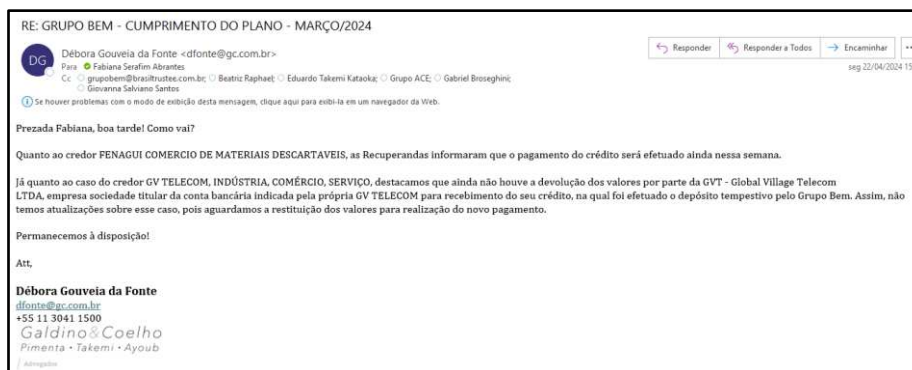 RE: GRUPO BEM - CUMPRIMENTO DO PLANO - MARÇO/2024
DG
Débora Gouveia da Fonte <dfonte@gc.com.br>
Para Fabiana Serafim Abrantes
Cc grupobem@brasiltrustee.com.br; Beatriz Raphael; Eduardo Takemi Kataoka; Grupo ACE; Gabriel Broseghini;
Giovanna Salviano Santos
Responder
Responder a Todos
Encaminhar
seg 22/04/2024 15
Se houver problemas com o modo de exibição desta mensagem, clique aqui para exibi-la em um navegador da Web.
Prezada Fabiana, boa tarde! Como vai?
Quanto ao credor FENAGUI COMERCIO DE MATERIAIS DESCARTAVEIS, as Recuperandas informaram que o pagamento do crédito será efetuado ainda nessa semana.
Já quanto ao caso do credor GV TELECOM, INDÚSTRIA, COMÉRCIO, SERVIÇO, destacamos que ainda não houve a devolução dos valores por parte da GVT - Global Village Telecom
LTDA, empresa sociedade titular da conta bancária indicada pela própria GV TELECOM para recebimento do seu crédito, na qual foi efetuado o depósito tempestivo pelo Grupo Bem. Assim, não
temos atualizações sobre esse caso, pois aguardamos a restituição dos valores para realização do novo pagamento.
Permanecemos à disposição!
Att,
Débora Gouveia da Fonte
dfonte@gc.com.br
+55 11 3041 1500
Galdino&Coelho
Pimenta • Takemi • Ayoub
Advogados